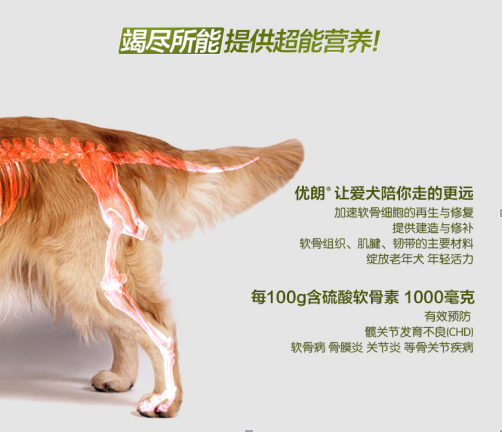 竭尽所能 提供超能营养!
优朗® 让爱犬陪你走的更远
加速软骨细胞的再生与修复
提供建造与修补
软骨组织、肌腱、韧带的主要材料
绽放老年犬 年轻活力
每100g含硫酸软骨素 1000毫克
有效预防
髋关节发育不良(CHD)
软骨病 骨膜炎 关节炎 等骨关节疾病